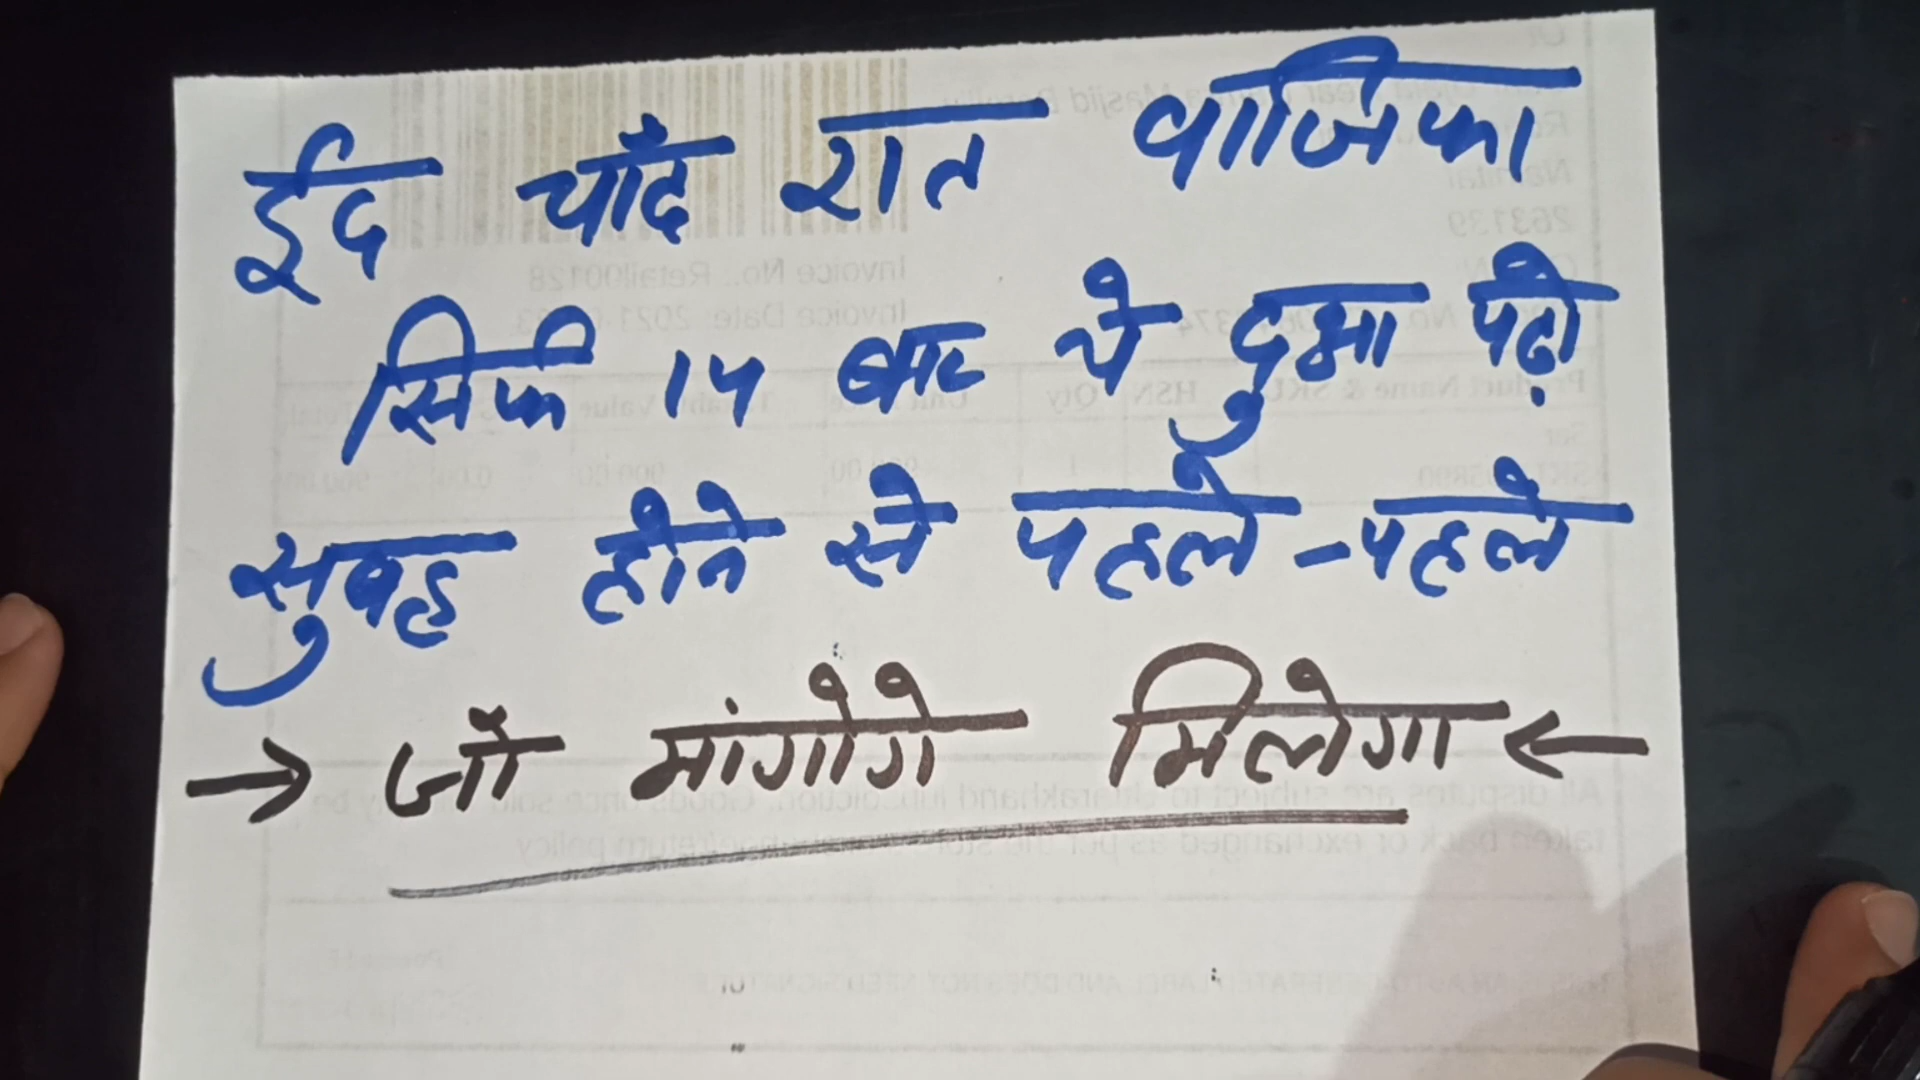 ईद चाँद रात वाजिफा
सिर्फ 14 बार ये दुआ पढ़ो
सुबह होने से पहले - पहले
→ जो मांगोगे मिलेगा ←